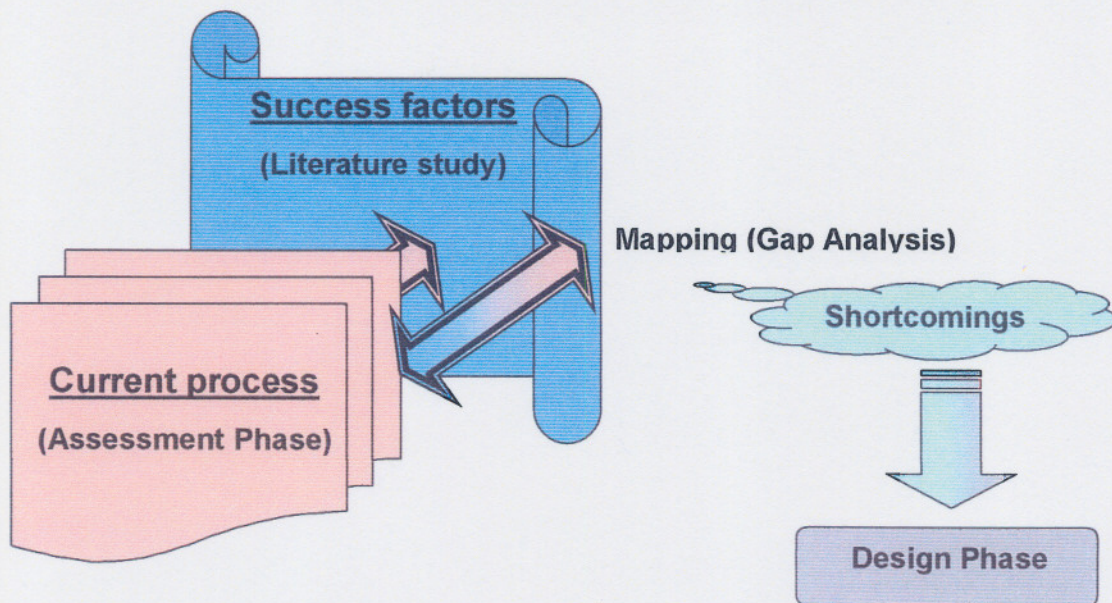 Success factors
(Literature study)
Mapping (Gap Analysis)
Shortcomings
Current process
(Assessment Phase)
Design Phase